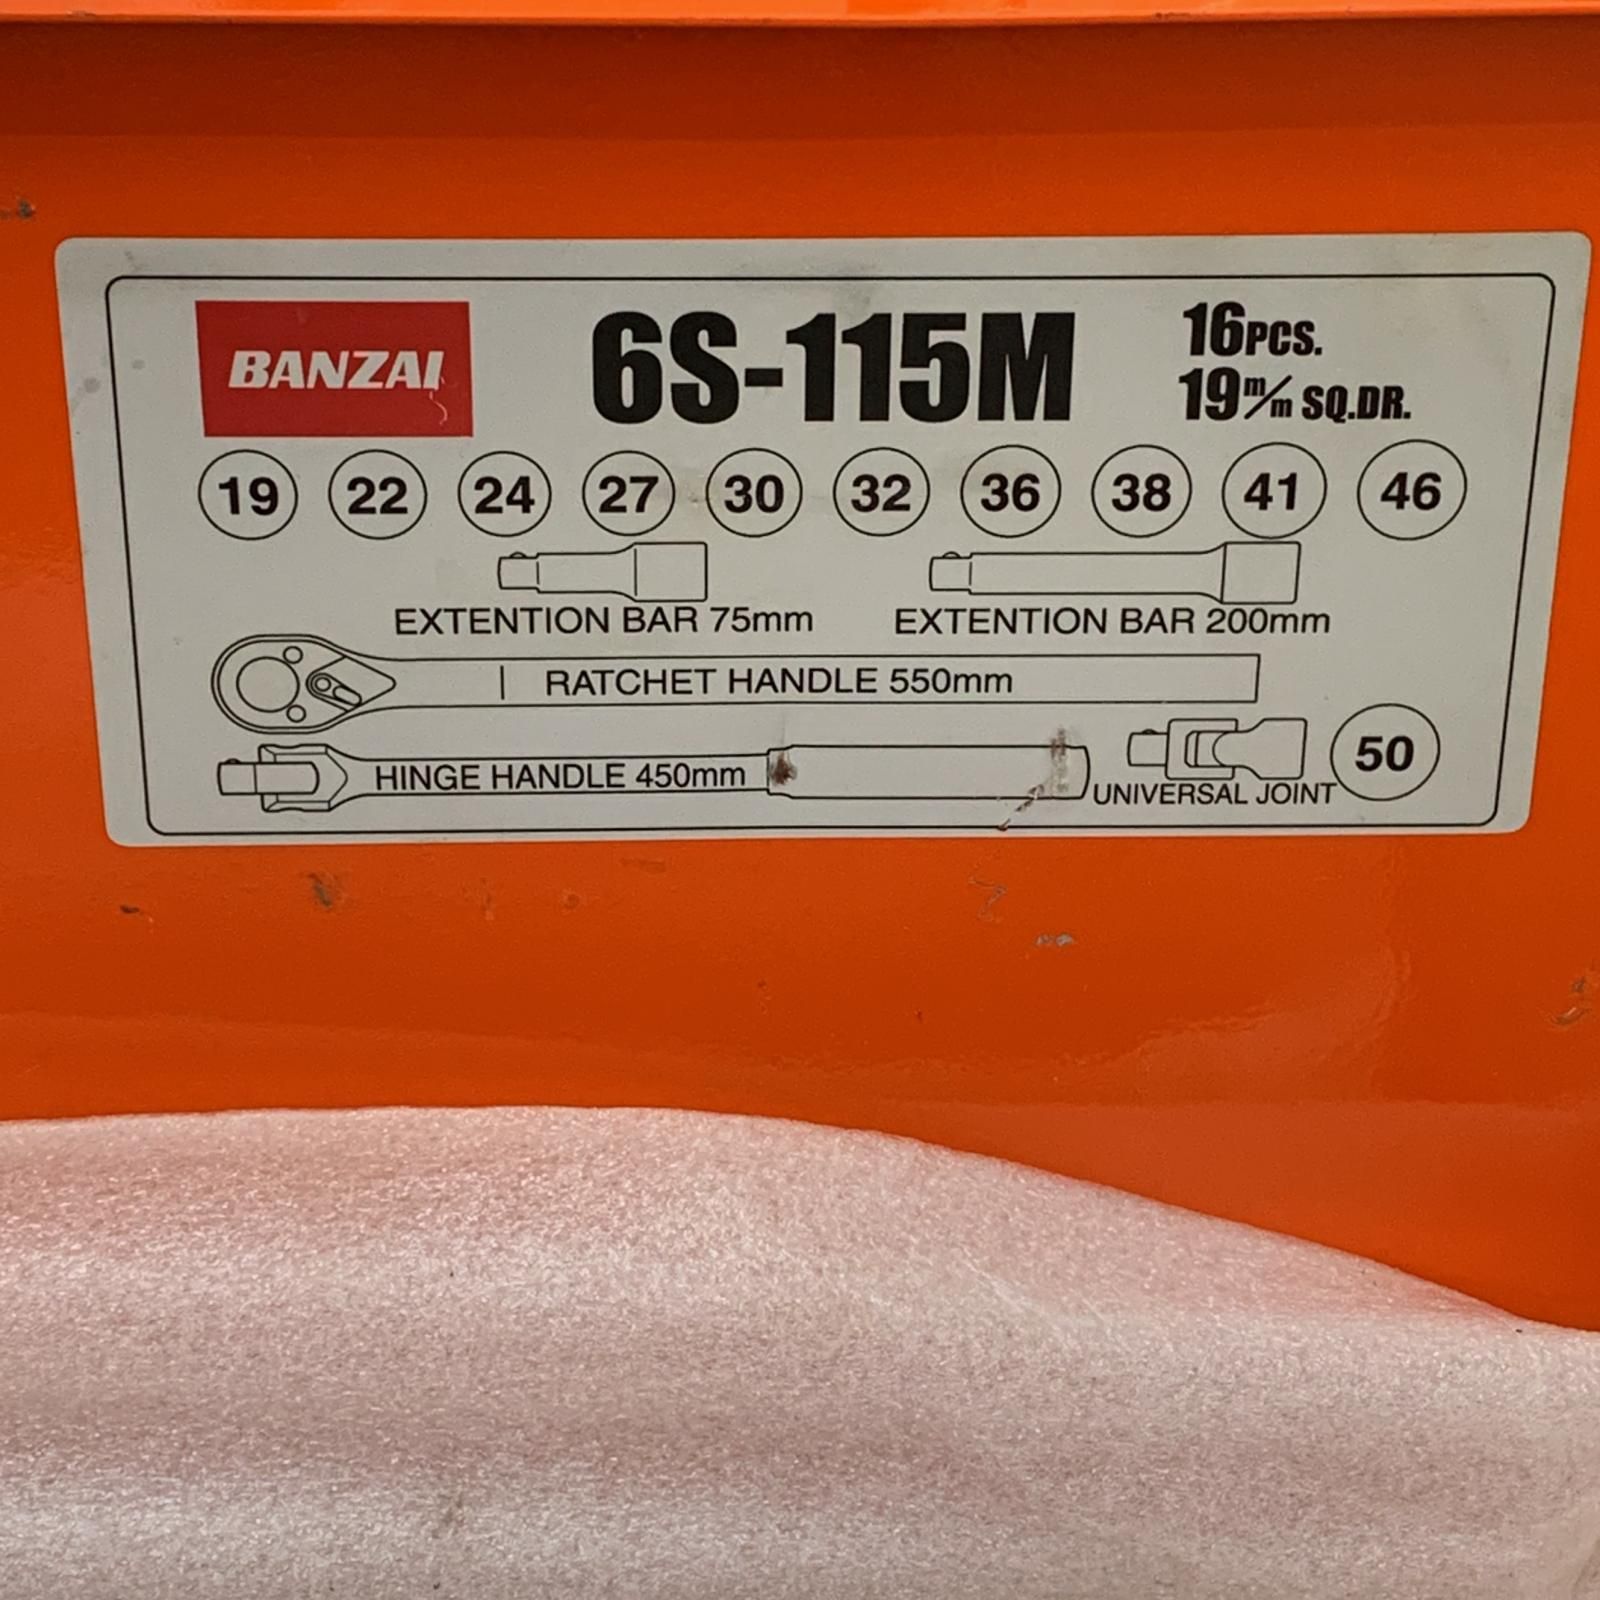 BANZAI
6S-115M
16PCS.
19m/m SQ.DR.
19 22 24 27 30 32 36 38 41 46
EXTENTION BAR 75mm
EXTENTION BAR 200mm
RATCHET HANDLE 550mm
HINGE HANDLE 450mm
UNIVERSAL JOINT
50